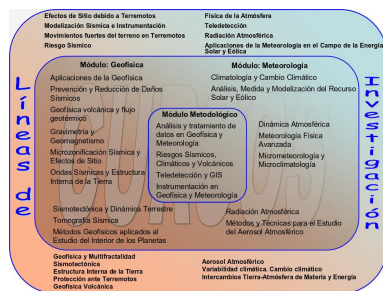 Efectos de Sitio debido a Terremotos
Modelización Sísmica e Instrumentación
Movimientos fuertes del terreno en Terremotos
Riesgo Sísmico
Física de la Atmósfera
Teledetección
Radiación Atmosférica
Aplicaciones de la Meteorología en el Campo de la Energía
Solar y Eólica
Líneas de
Investigación
CURSOS
Módulo: Geofísica
Aplicaciones de la Geofísica
Prevención y Reducción de Daños
Sísmicos
Geofísica volcánica y flujo
geotérmico
Gravimetría y
Geomagnetismo
Microzonificación Sísmica y
Efectos de Sitio
Ondas Sísmicas y Estructura
Interna de la Tierra
Sismotectónica y Dinámica Terrestre
Tomografía Sísmica
Métodos Geofísicos aplicados al
Estudio del Interior de los Planetas
Módulo: Meteorología
Climatología y Cambio Climático
Análisis, Medida y Modelización del Recurso
Solar y Eólico
Módulo Metodológico
Análisis y tratamiento de
datos en Geofísica y
Meteorología
Riesgos Sísmicos,
Climáticos y Volcánicos
Teledetección y GIS
Instrumentación en
Geofísica y Meteorología
Dinámica Atmosférica
Meteorología Física
Avanzada
Micrometeorología y
Microclimatología
Radiación Atmosférica
Métodos y Técnicas para el Estudio
del Aerosol Atmosférico
Geofísica y Multifractalidad
Sismotectónica
Estructura Interna de la Tierra
Protección ante Terremotos
Geofísica Volcánica
Aerosol Atmosférico
Variabilidad climática. Cambio climático
Intercambios Tierra-Atmósfera de Materia y Energía